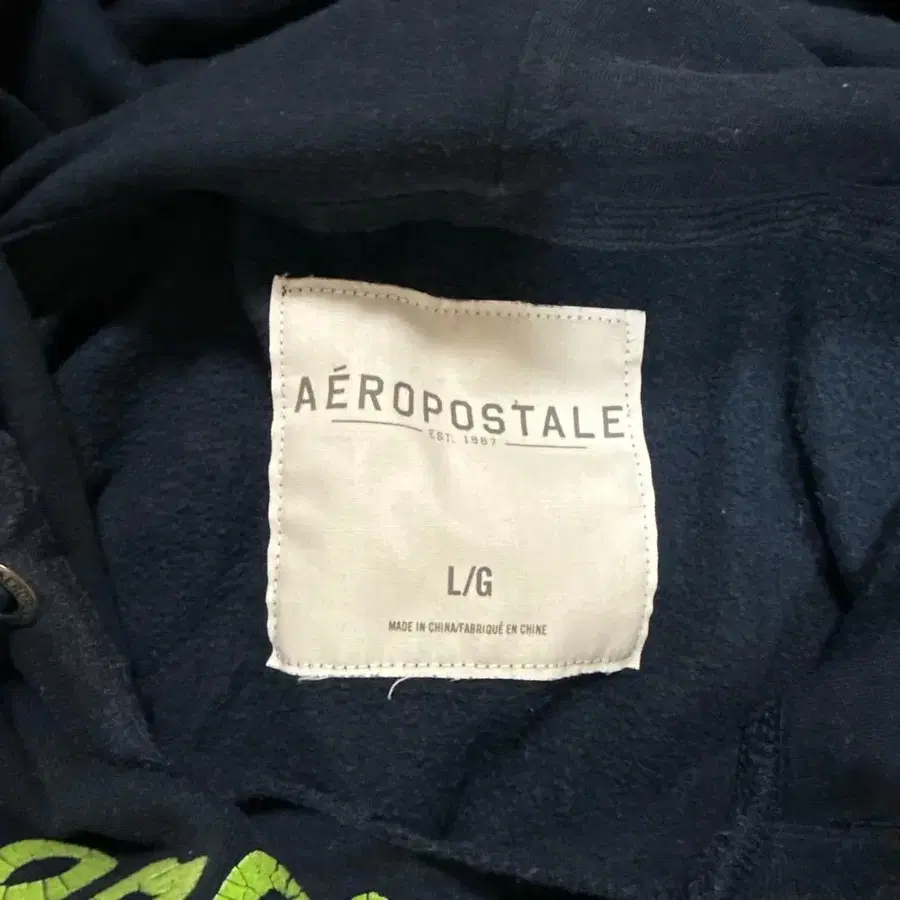 AÉROPOSTALE
EST. 1987
L/G
MADE IN CHINA/FABRIQUÉ EN CHINE